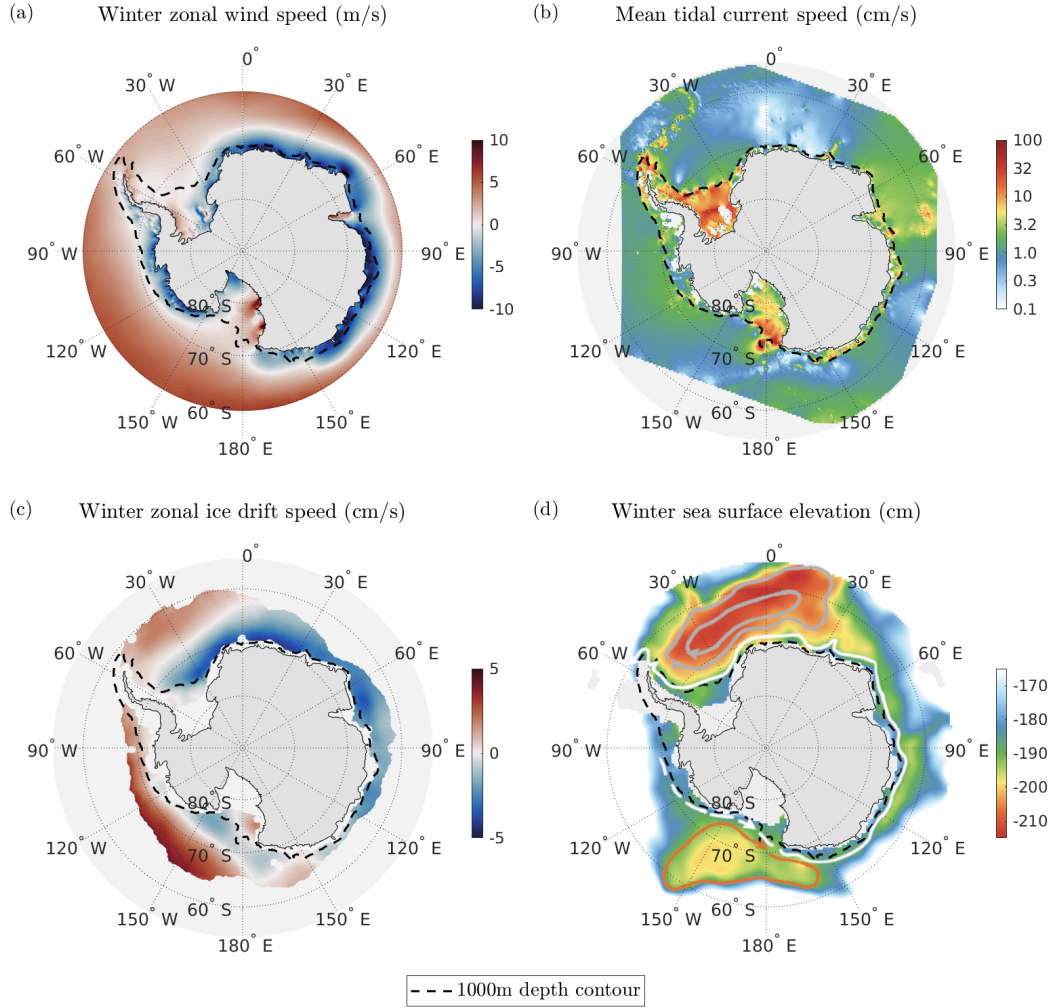 (a) Winter zonal wind speed (m/s)
0° 
30° W
30° E
60° W
60° E
90° W
90° E
120° W
120° E
150° W
150° E
180° E
80° S
70° S
60° S
10
5
0
-5
-10
(b) Mean tidal current speed (cm/s)
0°
30° W
30° E
60° W
60° E
90° W
90° E
120° W
120° E
150° W
150° E
180° E
80° S
70° S
60° S
100
32
10
3.2
1.0
0.3
0.1
(c) Winter zonal ice drift speed (cm/s)
0°
30° W
30° E
60° W
60° E
90° W
90° E
120° W
120° E
150° W
150° E
180° E
80° S
70° S
60° S
5
0
-5
(d) Winter sea surface elevation (cm)
0°
30° W
30° E
60° W
60° E
90° W
90° E
120° W
120° E
150° W
150° E
180° E
80° S
70° S
60° S
-170
-180
-190
-200
-210
1000m depth contour